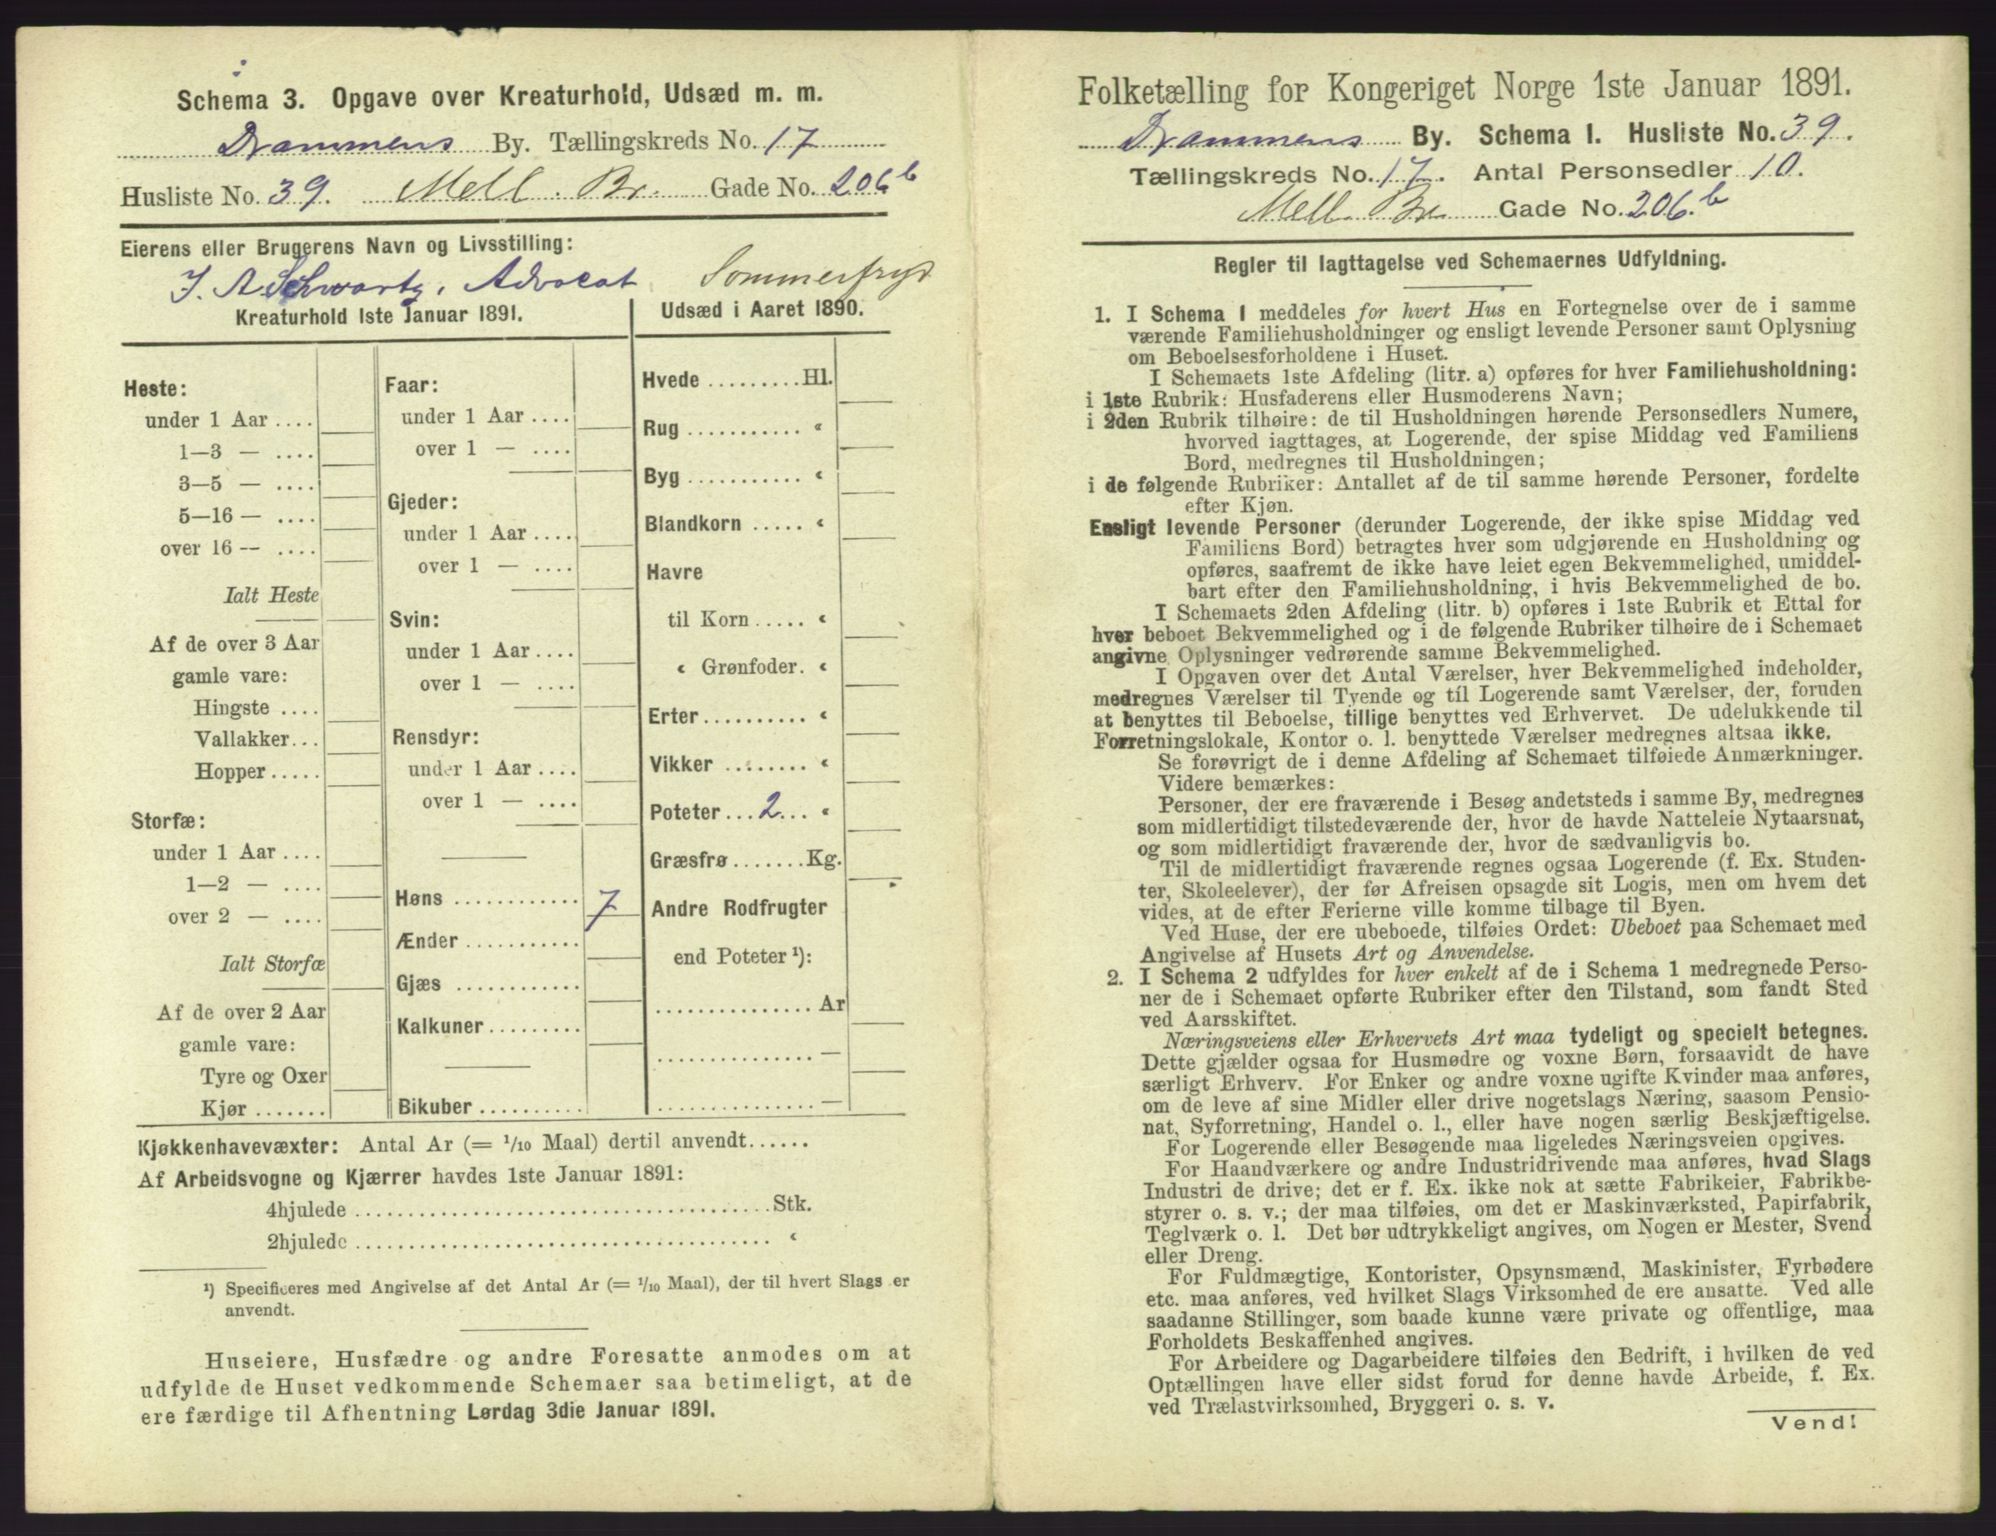 Schema 3. Opgave over Kreaturhold, Udsæd m. m.
Drammens By. Tællingskreds No. 17
Husliste No. 39. Mell. Br. Gade No. 206 b
Eierens eller Brugerens Navn og Livsstilling:
J. A Schwartz, Advocat Sommerfryd
Kreaturhold 1ste Januar 1891.
Heste:
under 1 Aar ....
1—3 — ....
3—5 — ....
5—16 — ....
over 16 -- ....
Ialt Heste
Af de over 3 Aar
gamle vare:
Hingste ....
Vallakker...
Hopper.....
Storfæ:
under 1 Aar ....
1—2 — ....
over 2 — ....
Ialt Storfæ
Af de over 2 Aar
gamle vare:
Tyre og Oxer
Kjør .......
Faar:
under 1 Aar ....
over 1 — ....
Gjeder:
under 1 Aar ....
over 1 — ....
Svin:
under 1 Aar ....
over 1 — ....
Rensdyr:
under 1 Aar ....
over 1 — ....
Høns ............ 7
Ænder ...........
Gjæs ............
Kalkuner.........
Bikuber ..........
Udsæd i Aaret 1890.
Hvede .........Hl.
Rug ........... «
Byg ........... «
Blandkorn ..... «
Havre
til Korn ..... «
« Grønfoder. «
Erter.......... «
Vikker ........ «
Poteter ... 2... «
Græsfrø.......Kg.
Andre Rodfrugter
end Poteter ¹):
............... Ar
............... —
............... —
Kjøkkenhavevæxter: Antal Ar (= 1/10 Maal) dertil anvendt......
Af Arbeidsvogne og Kjærrer havdes 1ste Januar 1891:
4hjulede ........................................Stk.
2hjulede ........................................ «
¹) Specificeres med Angivelse af det Antal Ar (= 1/10 Maal), der til hvert Slags er
anvendt.
Huseiere, Husfædre og andre Foresatte anmodes om at
udfylde de Huset vedkommende Schemaer saa betimeligt, at de
ere færdige til Afhentning Lørdag 3die Januar 1891.
Folketælling for Kongeriget Norge 1ste Januar 1891.
Drammens By. Schema I. Husliste No. 39.
Tællingskreds No. 17. Antal Personsedler 10.
Mell. Br. Gade No. 206. b
Regler til Iagttagelse ved Schemaernes Udfyldning.
1. I Schema I meddeles for hvert Hus en Fortegnelse over de i samme
værende Familiehusholdninger og ensligt levende Personer samt Oplysning
om Beboelsesforholdene i Huset.
I Schemaets 1ste Afdeling (litr. a) opføres for hver Familiehusholdning:
i 1ste Rubrik: Husfaderens eller Husmoderens Navn;
i 2den Rubrik tilhøire: de til Husholdningen hørende Personsedlers Numere,
hvorved iagttages, at Logerende, der spise Middag ved Familiens
Bord, medregnes til Husholdningen;
i de følgende Rubriker: Antallet af de til samme hørende Personer, fordelte
efter Kjøn.
Ensligt levende Personer (derunder Logerende, der ikke spise Middag ved
Familiens Bord) betragtes hver som udgjørende en Husholdning og
opføres, saafremt de ikke have leiet egen Bekvemmelighed, umiddel-
bart efter den Familiehusholdning, i hvis Bekvemmelighed de bo.
I Schemaets 2den Afdeling (litr. b) opføres i 1ste Rubrik et Ettal for
hver beboet Bekvemmelighed og i de følgende Rubriker tilhøire de i Schemaet
angivne Oplysninger vedrørende samme Bekvemmelighed.
I Opgaven over det Antal Værelser, hver Bekvemmelighed indeholder,
medregnes Værelser til Tyende og til Logerende samt Værelser, der, foruden
at benyttes til Beboelse, tillige benyttes ved Erhvervet. De udelukkende til
Forretningslokale, Kontor o. l. benyttede Værelser medregnes altsaa ikke.
Se forøvrigt de i denne Afdeling af Schemaet tilføiede Anmærkninger.
Videre bemærkes:
Personer, der ere fraværende i Besøg andetsteds i samme By, medregnes
som midlertidigt tilstedeværende der, hvor de havde Natteleie Nytaarsnat,
og som midlertidigt fraværende der, hvor de sædvanligvis bo.
Til de midlertidigt fraværende regnes ogsaa Logerende (f. Ex. Studen-
ter, Skoleelever), der før Afreisen opsagde sit Logis, men om hvem det
vides, at de efter Ferierne ville komme tilbage til Byen.
Ved Huse, der ere ubeboede, tilføies Ordet: Ubeboet paa Schemaet med
Angivelse af Husets Art og Anvendelse.
2. I Schema 2 udfyldes for hver enkelt af de i Schema 1 medregnede Perso-
ner de i Schemaet opførte Rubriker efter den Tilstand, som fandt Sted
ved Aarsskiftet.
Næringsveiens eller Erhvervets Art maa tydeligt og specielt betegnes.
Dette gjælder ogsaa for Husmødre og voxne Børn, forsaavidt de have
særligt Erhverv. For Enker og andre voxne ugifte Kvinder maa anføres,
om de leve af sine Midler eller drive nogetslags Næring, saasom Pensio-
nat, Syforretning, Handel o. l., eller have nogen særlig Beskjæftigelse.
For Logerende eller Besøgende maa ligeledes Næringsveien opgives.
For Haandværkere og andre Industridrivende maa anføres, hvad Slags
Industri de drive; det er f. Ex. ikke nok at sætte Fabrikeier, Fabrikbe-
styrer o. s. v.; der maa tilføies, om det er Maskinværksted, Papirfabrik,
Teglværk o. l. Det bør udtrykkeligt angives, om Nogen er Mester, Svend
eller Dreng.
For Fuldmægtige, Kontorister, Opsynsmænd, Maskinister, Fyrbødere
etc. maa anføres, ved hvilket Slags Virksomhed de ere ansatte. Ved alle
saadanne Stillinger, som baade kunne være private og offentlige, maa
Forholdets Beskaffenhed angives.
For Arbeidere og Dagarbeidere tilføies den Bedrift, i hvilken de ved
Optællingen have eller sidst forud for denne havde Arbeide, f. Ex.
ved Trælastvirksomhed, Bryggeri o. s. v.
Vend!